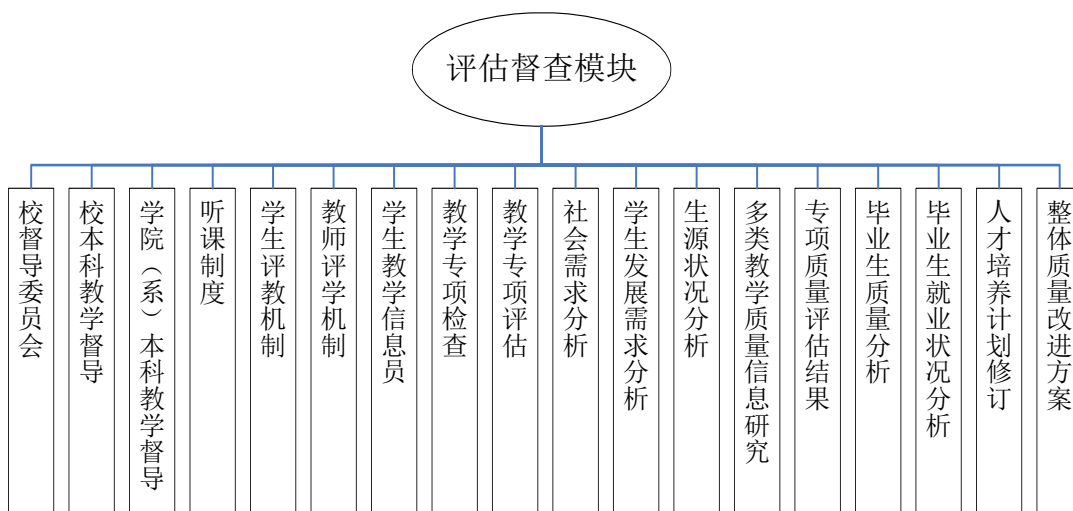 评估督查模块
校督导委员会
校本科教学督导
学院（系）本科教学督导
听课制度
学生评教机制
教师评学机制
学生教学信息员
教学专项检查
教学专项评估
社会需求分析
学生发展需求分析
生源状况分析
多类教学质量信息研究
专项质量评估结果
毕业生质量分析
毕业生就业状况分析
人才培养计划修订
整体质量改进方案